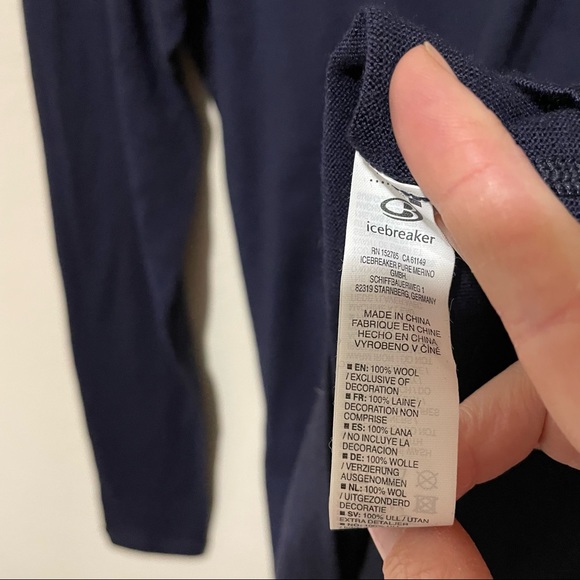 icebreaker
RN 152785 CA 61149
ICEBREAKER PURE MERINO
GMBH.
SCHIFFBAUERWEG 1
82319 STARNBERG, GERMANY
MADE IN CHINA
FABRIQUE EN CHINE
HECHO EN CHINA
VYROBENO V ČÍNĚ
EN: 100% WOOL
/ EXCLUSIVE OF
DECORATION
FR: 100% LAINE /
DECORATION NON
COMPRISE
ES: 100% LANA
/ NO INCLUYE LA
DECORACION
DE: 100% WOLLE
/ VERZIERUNG /
AUSGENOMMEN
NL: 100% WOL
/ UITGEZONDERD
DECORATIE
SV: 100% ULL / UTAN
EXTRA DETALJER